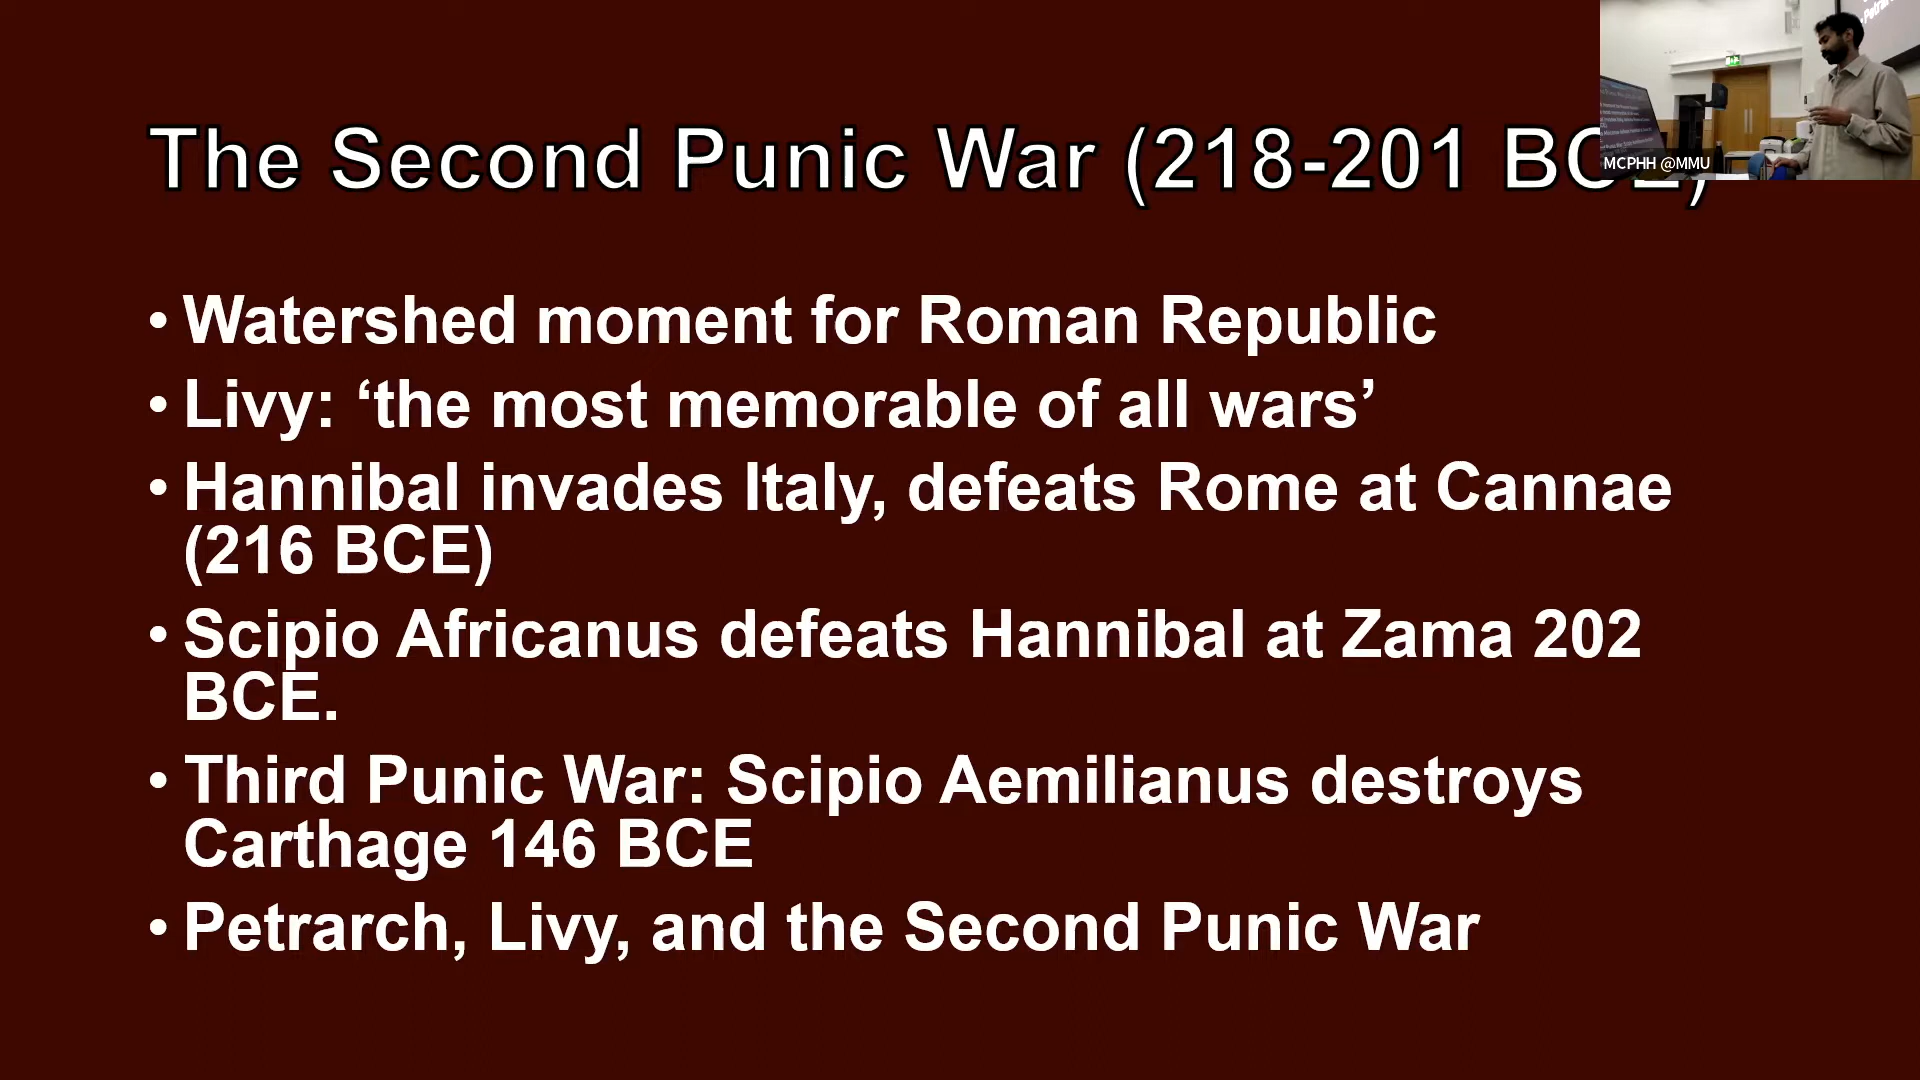 The Second Punic War (218-201 BCE)
MCPHH @MMU
• Watershed moment for Roman Republic
• Livy: ‘the most memorable of all wars’
• Hannibal invades Italy, defeats Rome at Cannae
(216 BCE)
• Scipio Africanus defeats Hannibal at Zama 202
BCE.
• Third Punic War: Scipio Aemilianus destroys
Carthage 146 BCE
• Petrarch, Livy, and the Second Punic War